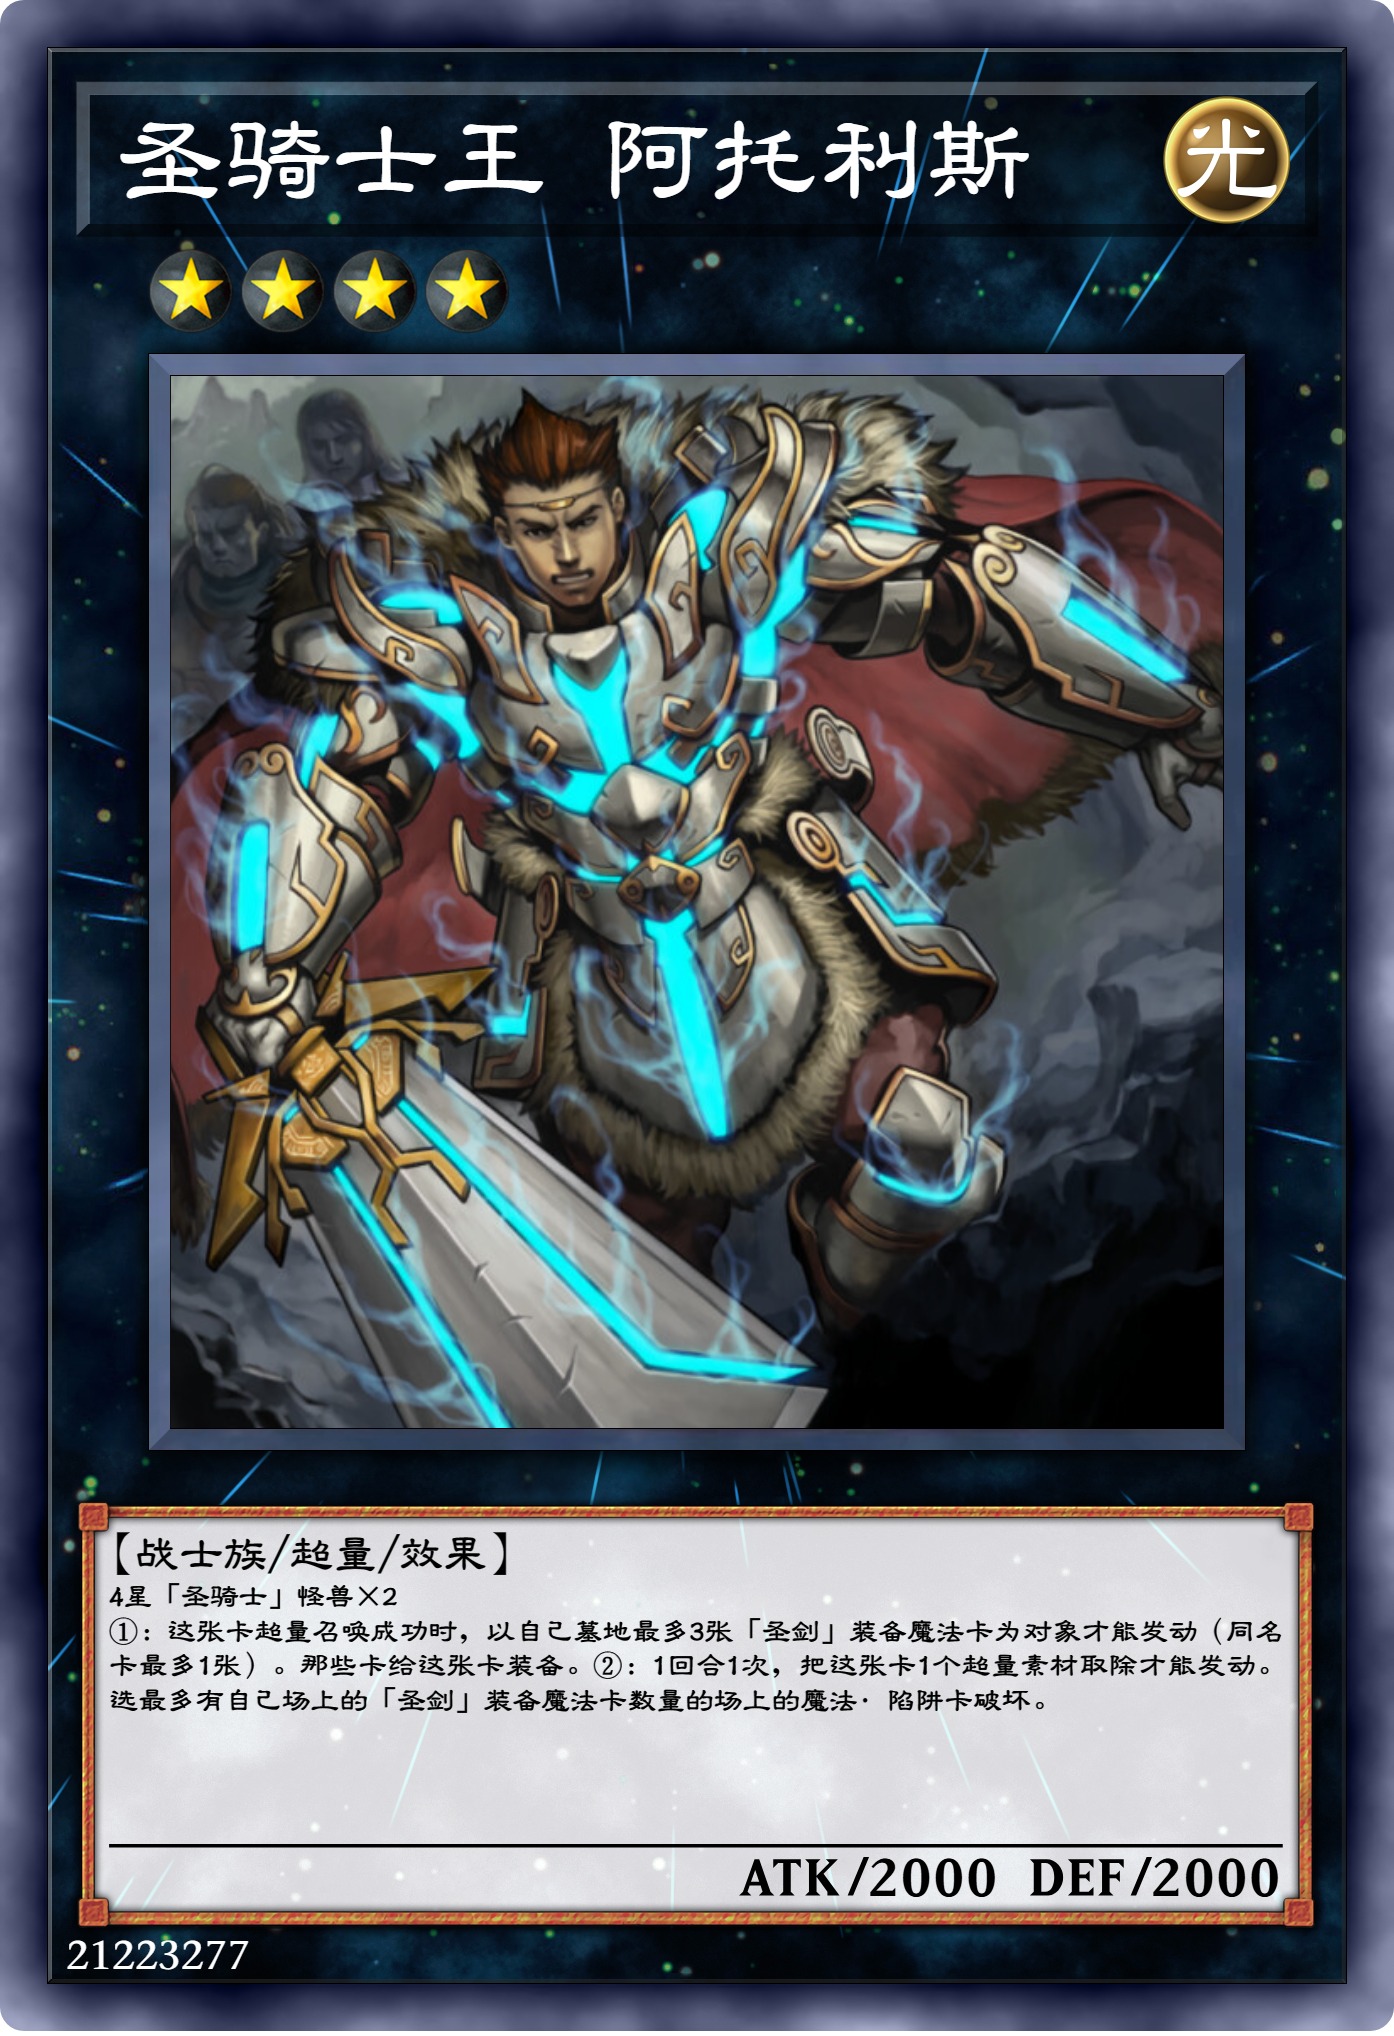 圣骑士王 阿托利斯
光
【战士族/超量/效果】
4星「圣骑士」怪兽×2
①：这张卡超量召唤成功时，以自己墓地最多3张「圣剑」装备魔法卡为对象才能发动（同名
卡最多1张）。那些卡给这张卡装备。②：1回合1次，把这张卡1个超量素材取除才能发动。
选最多有自己场上的「圣剑」装备魔法卡数量的场上的魔法·陷阱卡破坏。
ATK/2000 DEF/2000
21223277